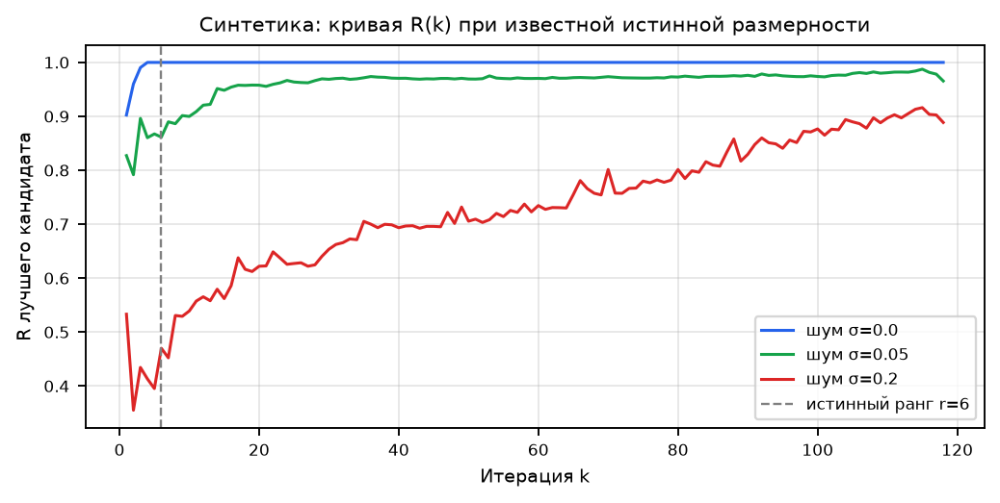 Синтетика: кривая R(k) при известной истинной размерности
R лучшего кандидата
1.0
0.9
0.8
0.7
0.6
0.5
0.4
шум σ=0.0
шум σ=0.05
шум σ=0.2
истинный ранг r=6
0 20 40 60 80 100 120
Итерация k